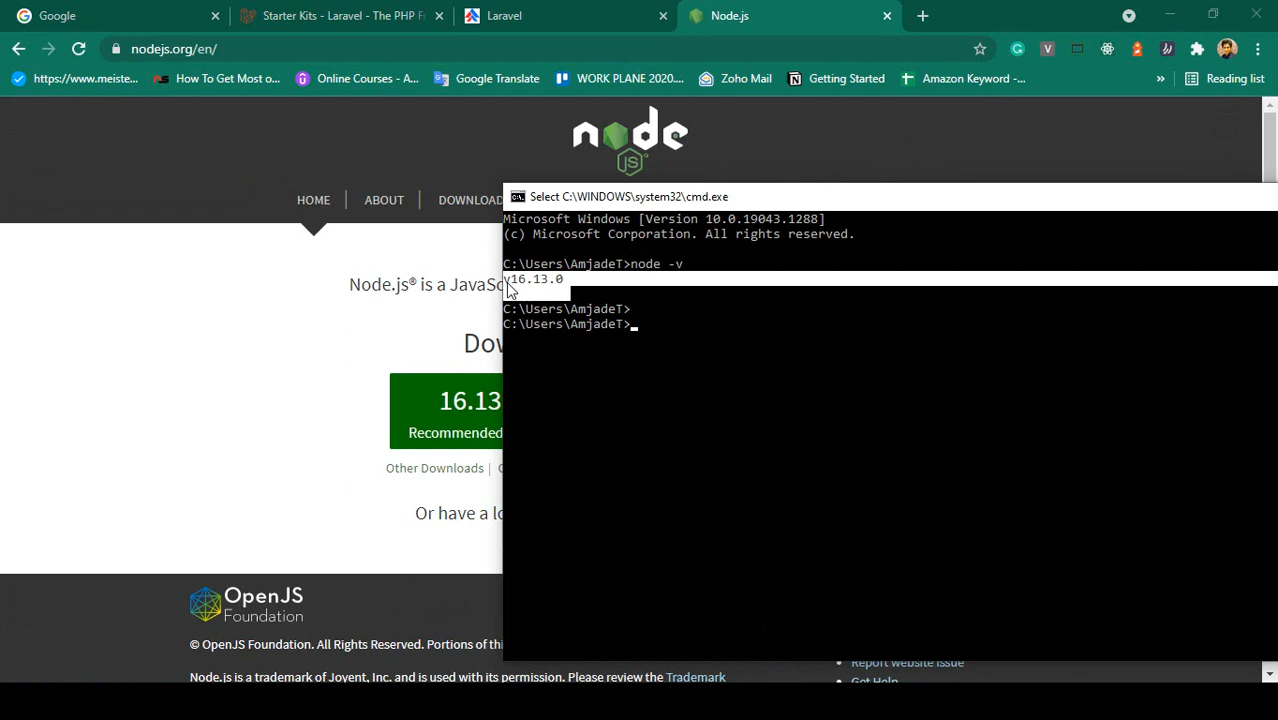 Google
Starter Kits - Laravel - The PHP Fr
Laravel
Node.js
nodejs.org/en/
https://www.meiste...
How To Get Most o...
Online Courses - A...
Google Translate
WORK PLANE 2020....
Zoho Mail
Getting Started
Amazon Keyword -...
»
Reading list
node
JS
HOME
ABOUT
DOWNLOAD
Select C:\WINDOWS\system32\cmd.exe
Microsoft Windows [Version 10.0.19043.1288]
(c) Microsoft Corporation. All rights reserved.
C:\Users\AmjadeT>node -v
v16.13.0
C:\Users\AmjadeT>
C:\Users\AmjadeT>
Node.js® is a JavaSc
Dow
16.13
Recommended
Other Downloads |
Or have a lo
OpenJS
Foundation
© OpenJS Foundation. All Rights Reserved. Portions of this
Node.js is a trademark of Joyent, Inc. and is used with its permission. Please review the Trademark
Report website issue
Get Help